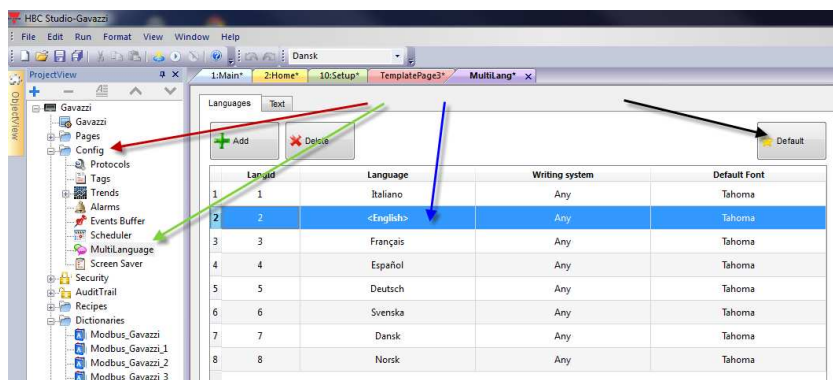 HBC Studio-Gavazzi
File Edit Run Format View Window Help
Dansk
ProjectView
1:Main* 2:Home* 10:Setup* TemplatePage3* MultiLang*
ObjectView
Gavazzi
Gavazzi
Pages
Config
Protocols
Tags
Trends
Alarms
Events Buffer
Scheduler
MultiLanguage
Screen Saver
Security
AuditTrail
Recipes
Dictionaries
Modbus_Gavazzi
Modbus_Gavazzi_1
Modbus_Gavazzi_2
Modbus_Gavazzi_3
Languages Text
Add Delete Default
LangId Language Writing system Default Font
1 1 Italiano Any Tahoma
2 2 <English> Any Tahoma
3 3 Français Any Tahoma
4 4 Español Any Tahoma
5 5 Deutsch Any Tahoma
6 6 Svenska Any Tahoma
7 7 Dansk Any Tahoma
8 8 Norsk Any Tahoma